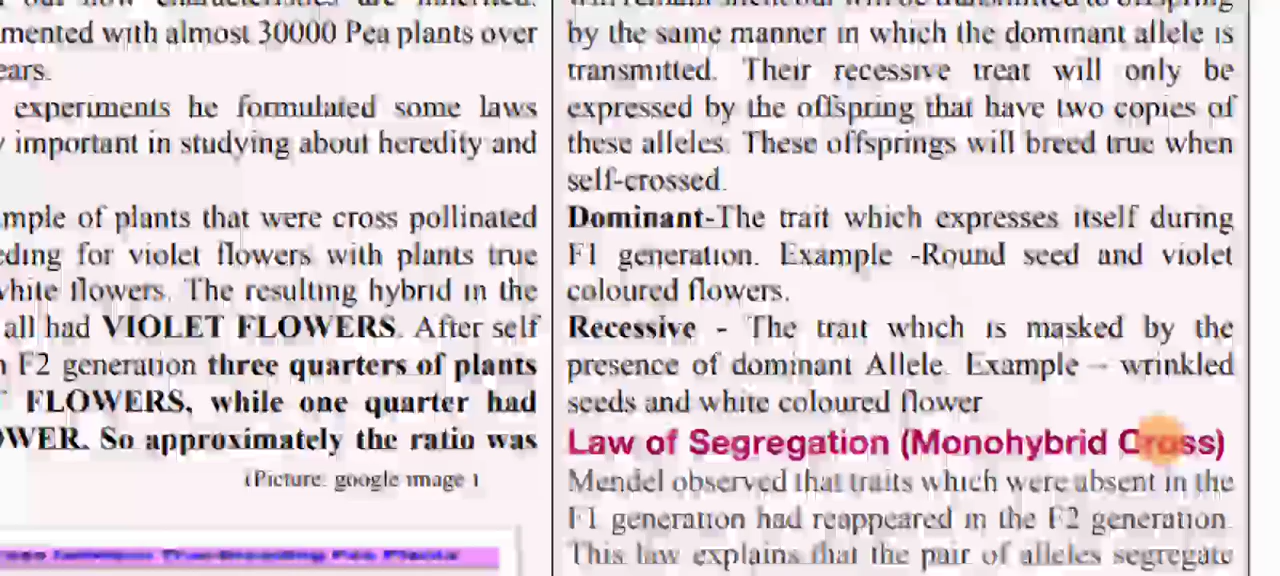 mented with almost 30000 Pea plants over
ears.
experiments he formulated some laws
y important in studying about heredity and
mple of plants that were cross pollinated
eding for violet flowers with plants true
white flowers. The resulting hybrid in the
all had VIOLET FLOWERS. After self
n F2 generation three quarters of plants
T FLOWERS, while one quarter had
OWER. So approximately the ratio was
(Picture: google image )
True-Breeding Pea Plants
by the same manner in which the dominant allele is
transmitted. Their recessive treat will only be
expressed by the offspring that have two copies of
these alleles. These offsprings will breed true when
self-crossed.
Dominant-The trait which expresses itself during
F1 generation. Example -Round seed and violet
coloured flowers.
Recessive - The trait which is masked by the
presence of dominant Allele. Example – wrinkled
seeds and white coloured flower
Law of Segregation (Monohybrid Cross)
Mendel observed that traits which were absent in the
F1 generation had reappeared in the F2 generation.
This law explains that the pair of alleles segregate